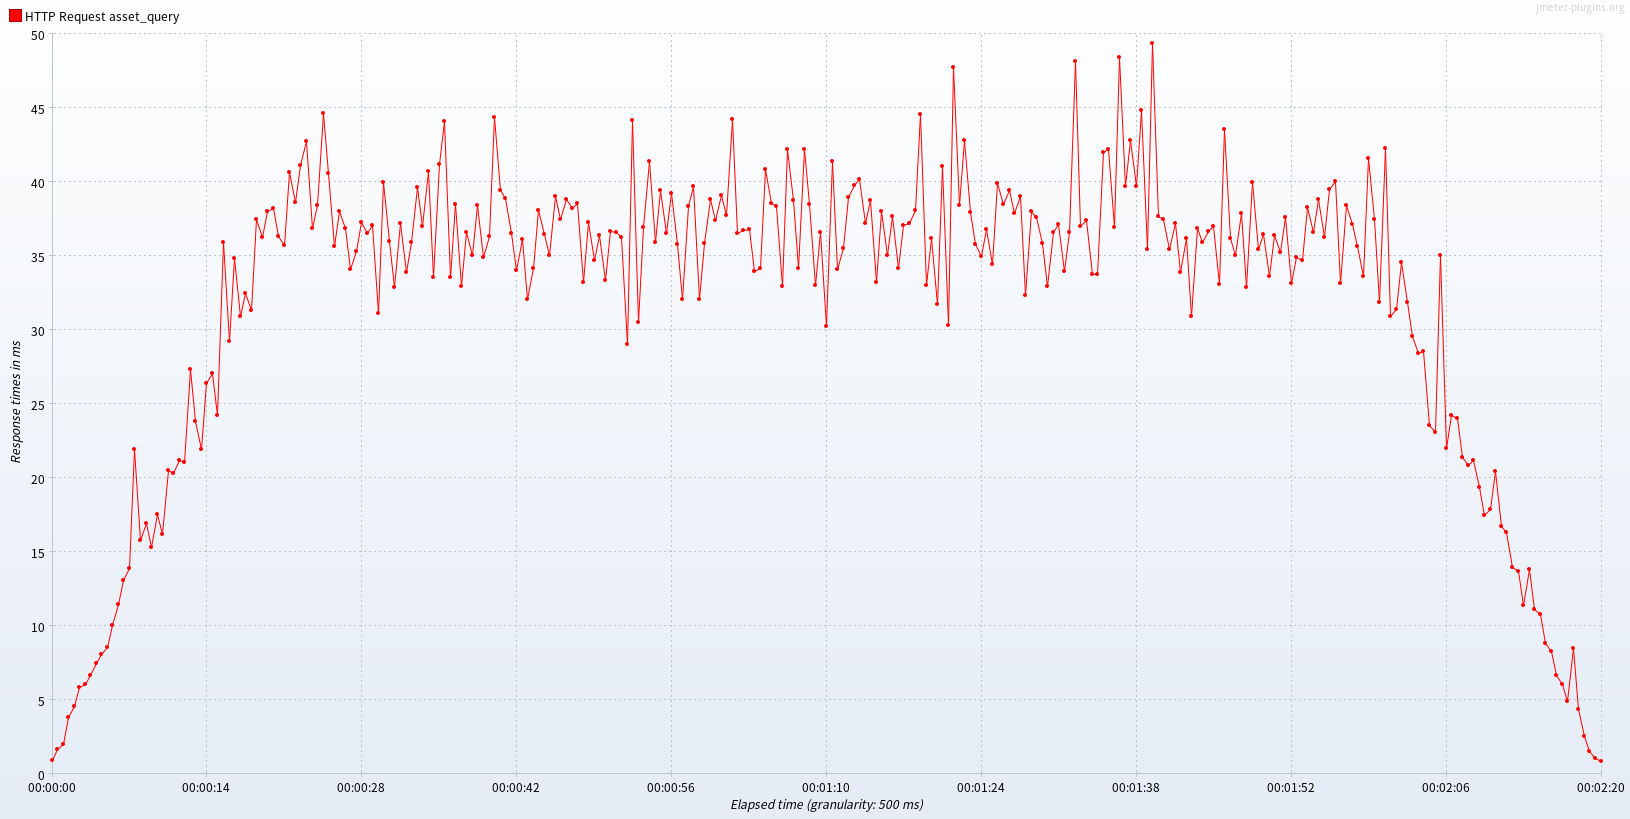 HTTP Request asset_query
jmeter-plugins.org
50
45
40
35
30
25
20
15
10
5
0
Response times in ms
00:00:00 00:00:14 00:00:28 00:00:42 00:00:56 00:01:10 00:01:24 00:01:38 00:01:52 00:02:06 00:02:20
Elapsed time (granularity: 500 ms)